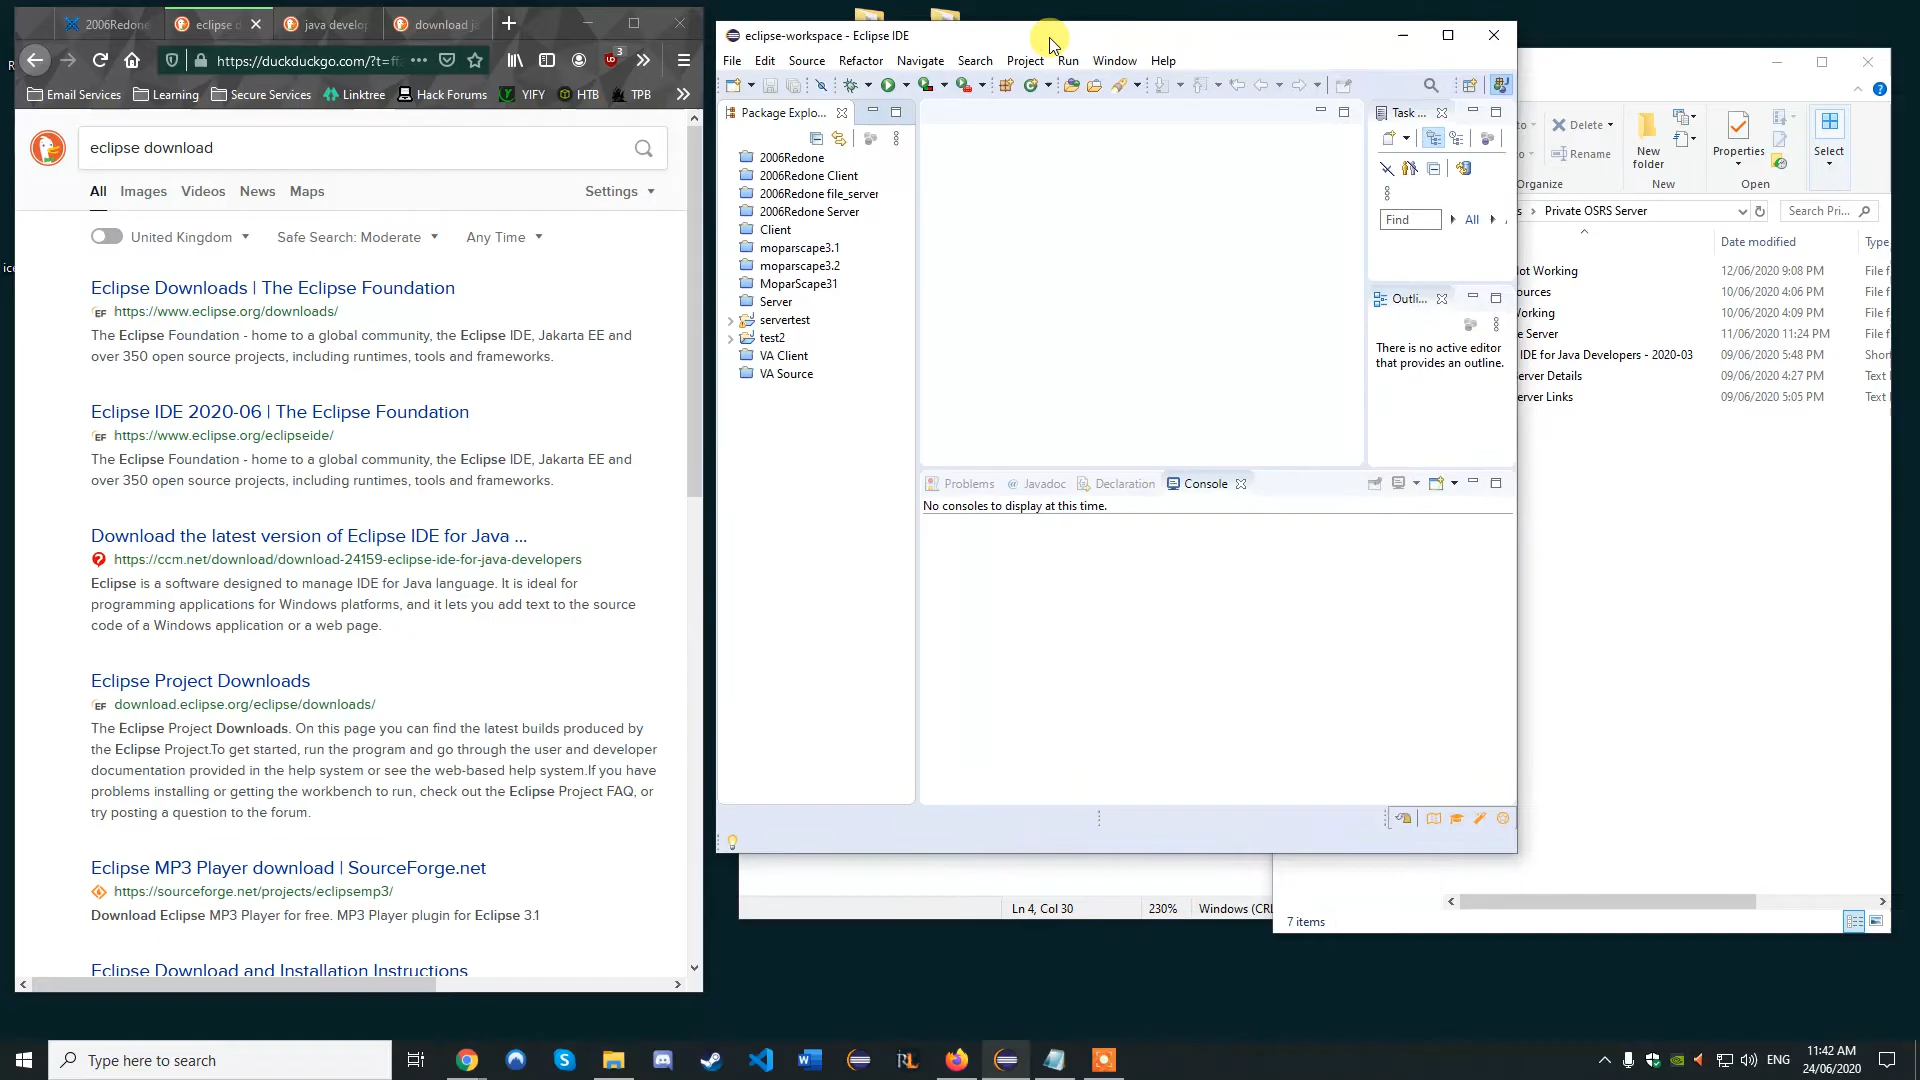 2006Redone
eclipse d
java develop
download j
https://duckduckgo.com/?t=ff
3
Email Services
Learning
Secure Services
Linktree
Hack Forums
YIFY
HTB
TPB
eclipse download
All
Images
Videos
News
Maps
Settings
United Kingdom
Safe Search: Moderate
Any Time
Eclipse Downloads | The Eclipse Foundation
https://www.eclipse.org/downloads/
The Eclipse Foundation - home to a global community, the Eclipse IDE, Jakarta EE and
over 350 open source projects, including runtimes, tools and frameworks.
Eclipse IDE 2020-06 | The Eclipse Foundation
https://www.eclipse.org/eclipseide/
The Eclipse Foundation - home to a global community, the Eclipse IDE, Jakarta EE and
over 350 open source projects, including runtimes, tools and frameworks.
Download the latest version of Eclipse IDE for Java ...
https://ccm.net/download/download-24159-eclipse-ide-for-java-developers
Eclipse is a software designed to manage IDE for Java language. It is ideal for
programming applications for Windows platforms, and it lets you add text to the source
code of a Windows application or a web page.
Eclipse Project Downloads
download.eclipse.org/eclipse/downloads/
The Eclipse Project Downloads. On this page you can find the latest builds produced by
the Eclipse Project.To get started, run the program and go through the user and developer
documentation provided in the help system or see the web-based help system.If you have
problems installing or getting the workbench to run, check out the Eclipse Project FAQ, or
try posting a question to the forum.
Eclipse MP3 Player download | SourceForge.net
https://sourceforge.net/projects/eclipsemp3/
Download Eclipse MP3 Player for free. MP3 Player plugin for Eclipse 3.1
Eclipse Download and Installation Instructions
eclipse-workspace - Eclipse IDE
File Edit Source Refactor Navigate Search Project Run Window Help
Package Explo...
2006Redone
2006Redone Client
2006Redone file_server
2006Redone Server
Client
moparscape3.1
moparscape3.2
MoparScape31
Server
servertest
test2
VA Client
VA Source
Task ...
Find
All
Outli...
There is no active editor
that provides an outline.
Problems
Javadoc
Declaration
Console
No consoles to display at this time.
Ln 4, Col 30
230%
Windows (CRL
Delete
Rename
New
folder
Properties
Select
Organize
New
Open
Private OSRS Server
Search Pri...
Date modified
Type
ot Working
12/06/2020 9:08 PM
File f
ources
10/06/2020 4:06 PM
File f
orking
10/06/2020 4:09 PM
File f
e Server
11/06/2020 11:24 PM
File f
IDE for Java Developers - 2020-03
09/06/2020 5:48 PM
Short
erver Details
09/06/2020 4:27 PM
Text
erver Links
09/06/2020 5:05 PM
Text
7 items
Type here to search
ENG
11:42 AM
24/06/2020